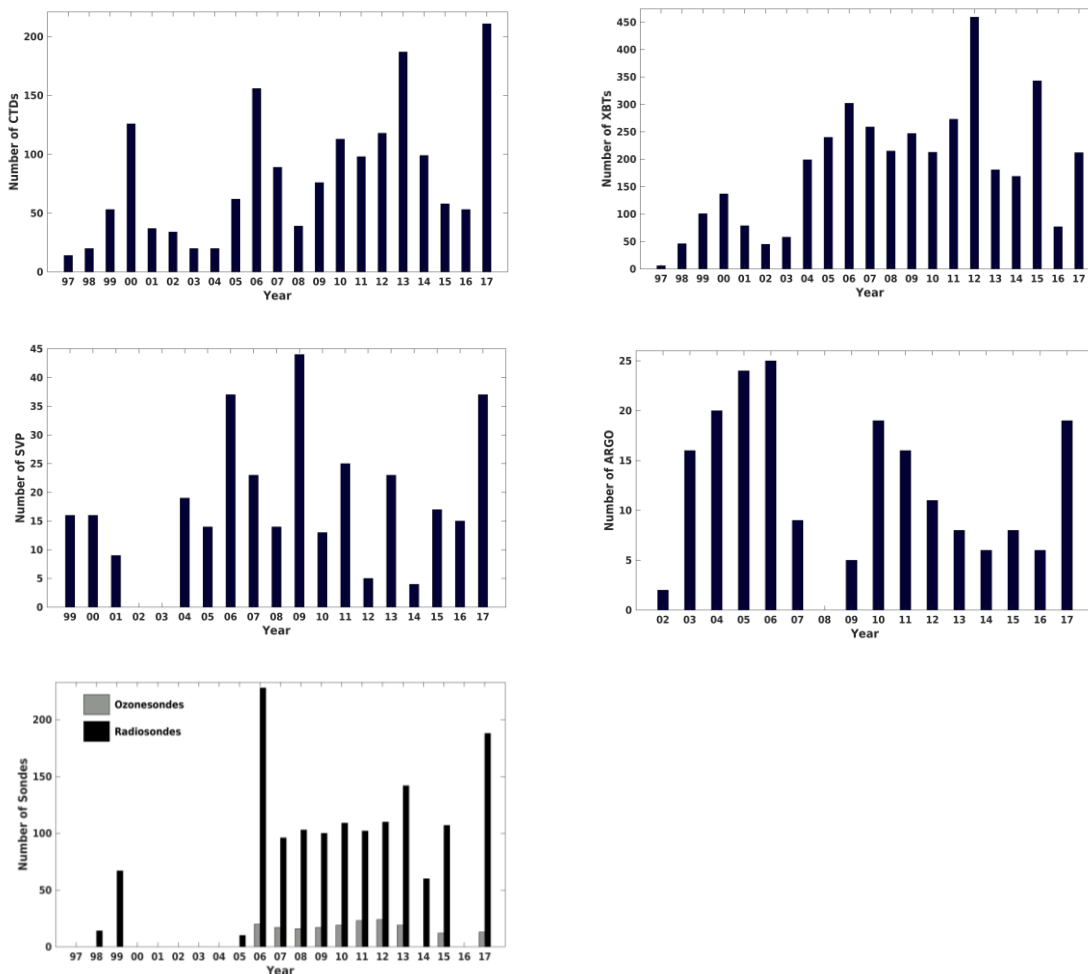 Number of CTDs
200
150
100
50
0
97 98 99 00 01 02 03 04 05 06 07 08 09 10 11 12 13 14 15 16 17
Year
Number of XBTs
450
400
350
300
250
200
150
100
50
0
97 98 99 00 01 02 03 04 05 06 07 08 09 10 11 12 13 14 15 16 17
Year
Number of SVP
45
40
35
30
25
20
15
10
5
0
99 00 01 02 03 04 05 06 07 08 09 10 11 12 13 14 15 16 17
Year
Number of ARGO
25
20
15
10
5
0
02 03 04 05 06 07 08 09 10 11 12 13 14 15 16 17
Year
Number of Sondes
200
150
100
50
0
Ozonesondes
Radiosondes
97 98 99 00 01 02 03 04 05 06 07 08 09 10 11 12 13 14 15 16 17
Year